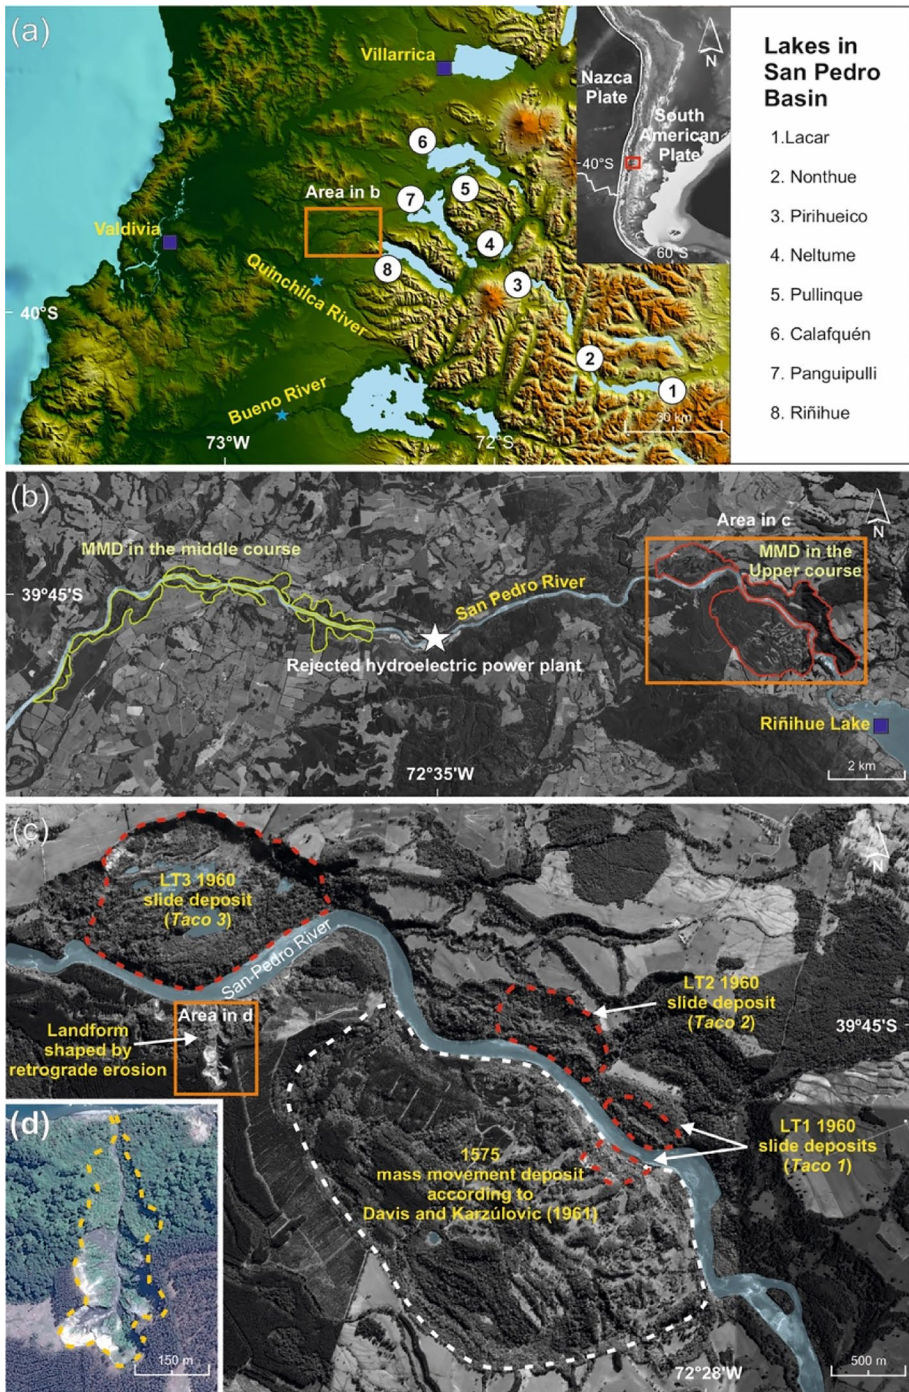 (a)
Villarrica
Nazca
Plate
N
South
American
Plate
40°S
60°S
Lakes in
San Pedro
Basin
1.Lacar
2. Nonthue
3. Pirihueico
4. Neltume
5. Pullinque
6. Calafquén
7. Panguipulli
8. Riñihue
6
5
Area in b
7
Valdivia
4
8
3
Quinchilca River
40°S
2
1
Bueno River
30 km
73°W
72°S
(b)
Area in c
N
MMD in the middle course
MMD in the
Upper course
39°45'S
San Pedro River
Rejected hydroelectric power plant
Riñihue Lake
72°35'W
2 km
(c)
N
LT3 1960
slide deposit
(Taco 3)
San-Pedro River
LT2 1960
slide deposit
(Taco 2)
Area in d
39º45'S
Landform
shaped by
retrograde erosion
(d)
LT1 1960
slide deposits
(Taco 1)
1575
mass movement deposit
according to
Davis and Karzúlovic (1961)
150 m
72°28'W
500 m